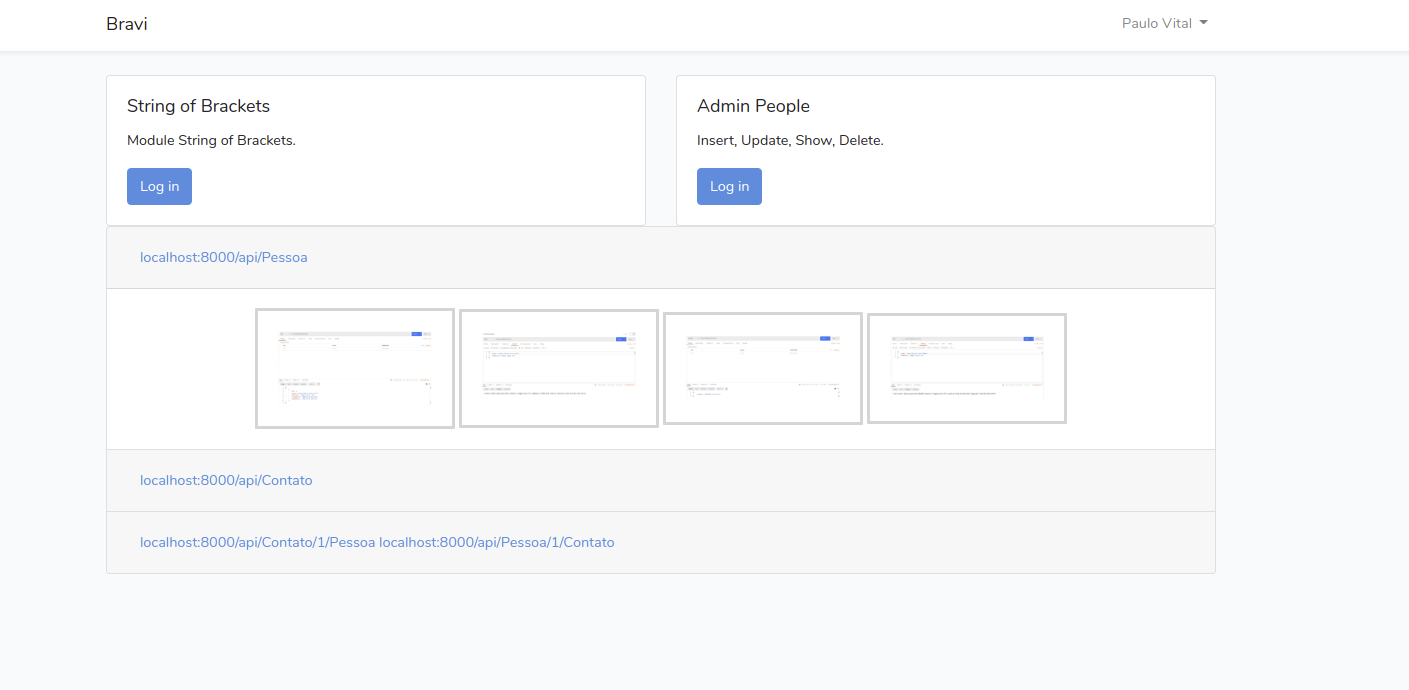 Bravi
Paulo Vital
String of Brackets
Module String of Brackets.
Log in
Admin People
Insert, Update, Show, Delete.
Log in
localhost:8000/api/Pessoa
localhost:8000/api/Contato
localhost:8000/api/Contato/1/Pessoa localhost:8000/api/Pessoa/1/Contato